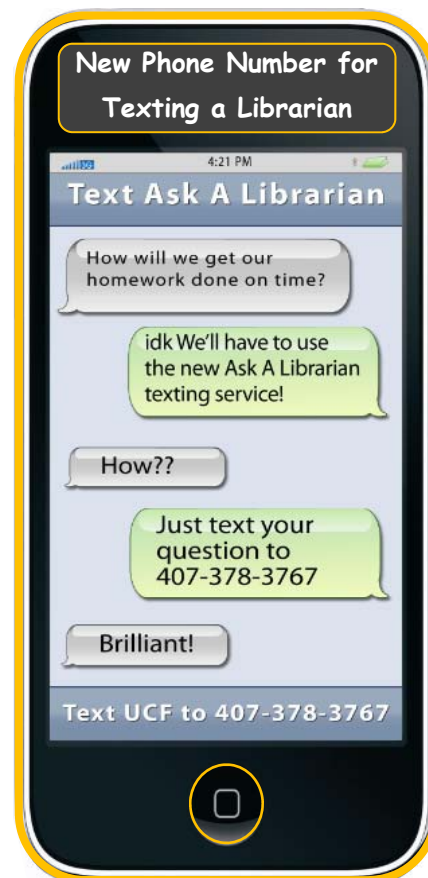 New Phone Number for
Texting a Librarian
3G 4:21 PM
Text Ask A Librarian
How will we get our
homework done on time?
idk We'll have to use
the new Ask A Librarian
texting service!
How??
Just text your
question to
407-378-3767
Brilliant!
Text UCF to 407-378-3767